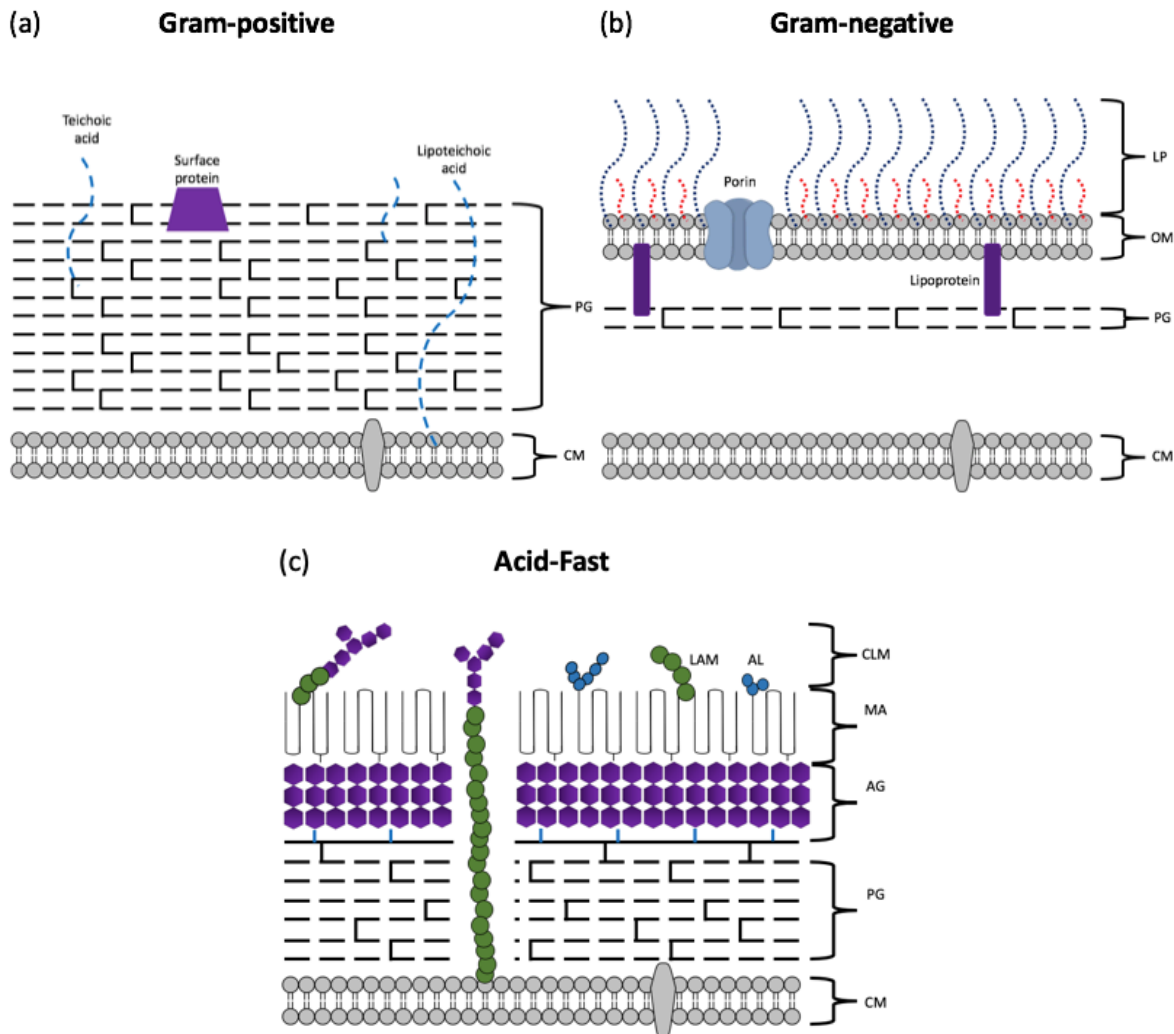 (a) Gram-positive
Teichoic
acid
Surface
protein
Lipoteichoic
acid
PG
CM
(b) Gram-negative
Porin
Lipoprotein
LP
OM
PG
CM
(c) Acid-Fast
LAM
AL
CLM
MA
AG
PG
CM